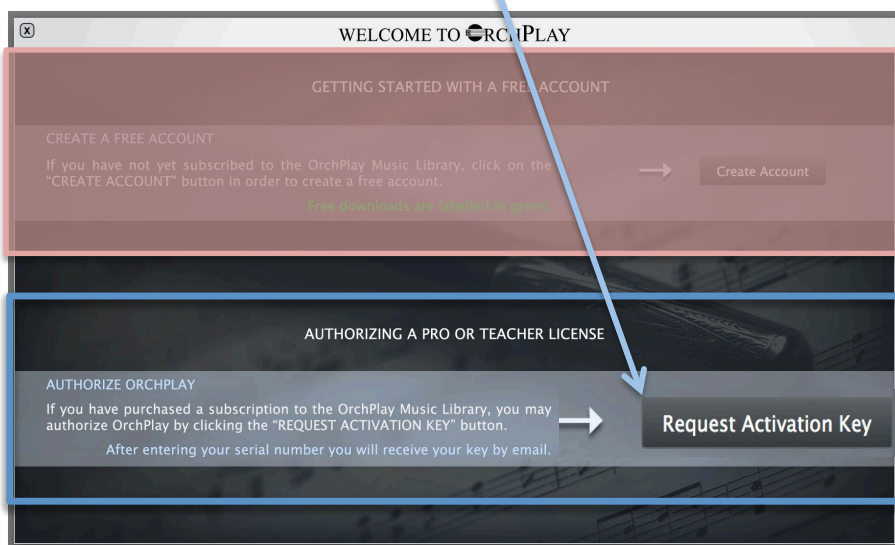 x
WELCOME TO ORCHPLAY
GETTING STARTED WITH A FREE ACCOUNT
CREATE A FREE ACCOUNT
If you have not yet subscribed to the OrchPlay Music Library, click on the
“CREATE ACCOUNT” button in order to create a free account.
Create Account
Free downloads are labelled in green.
AUTHORIZING A PRO OR TEACHER LICENSE
AUTHORIZE ORCHPLAY
If you have purchased a subscription to the OrchPlay Music Library, you may
authorize OrchPlay by clicking the “REQUEST ACTIVATION KEY” button.
Request Activation Key
After entering your serial number you will receive your key by email.